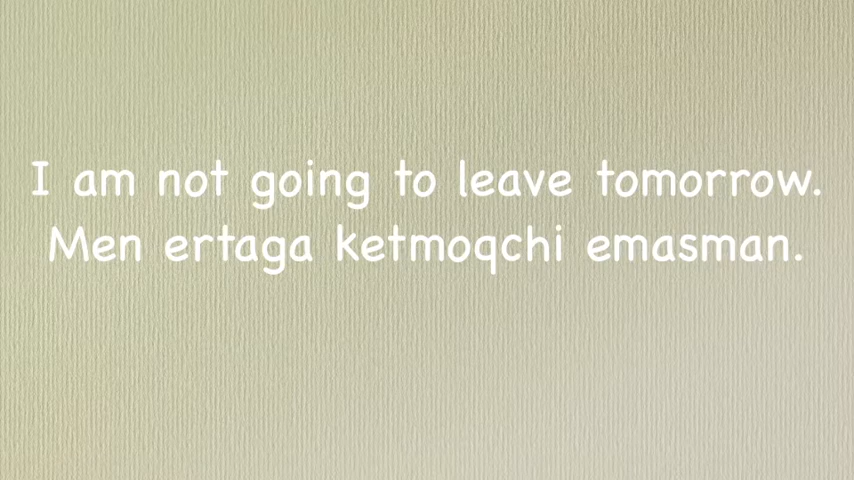 I am not going to leave tomorrow.
Men ertaga ketmoqchi emasman.